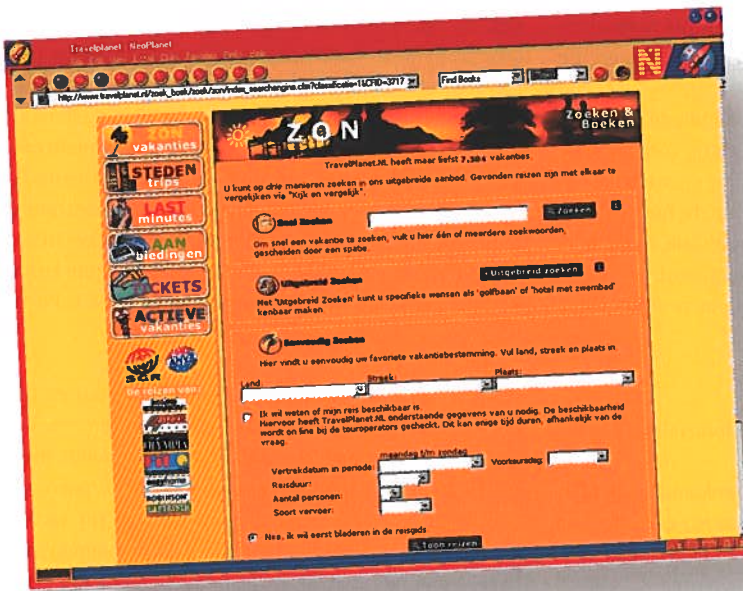 Travelplanet - NeoPlanet
http://www.travelplanet.nl/zoek_boek/zoek/zon/index_searchengine.cfm?classificatie=1&CFID=3717
Find Books
N
ZON
vakanties
STEDEN
trips
LAST
minutes
AAN
biedingen
TICKETS
ACTIEVE
vakanties
SGR
de reizen van:
ROBINSON
ZON
Zoeken &
Boeken
TravelPlanet.NL heeft maar liefst 7.384 vakanties.
U kunt op drie manieren zoeken in ons uitgebreide aanbod. Gevonden reizen zijn met elkaar te
vergelijken via "Kijk en vergelijk".
Snel Zoeken
Zoeken
Om snel een vakantie te zoeken, vult u hier één of meerdere zoekwoorden,
gescheiden door een spatie.
Uitgebreid Zoeken
Uitgebreid zoeken
Met 'Uitgebreid Zoeken' kunt u specifieke wensen als 'golfbaan' of 'hotel met zwembad'
kenbaar maken.
Eenvoudig Zoeken
Hier vindt u eenvoudig uw favoriete vakantiebestemming. Vul land, streek en plaats in.
Land: Streek: Plaats:
Ik wil weten of mijn reis beschikbaar is.
Hiervoor heeft TravelPlanet.NL onderstaande gegevens van u nodig. De beschikbaarheid
wordt on line bij de touroperators gecheckt. Dit kan enige tijd duren, afhankelijk van de
vraag.
maandag t/m zondag
Vertrekdatum in periode: Voorkeursdag:
Reisduur:
Aantal personen:
Soort vervoer:
Nee, ik wil eerst bladeren in de reisgids
Toon reizen